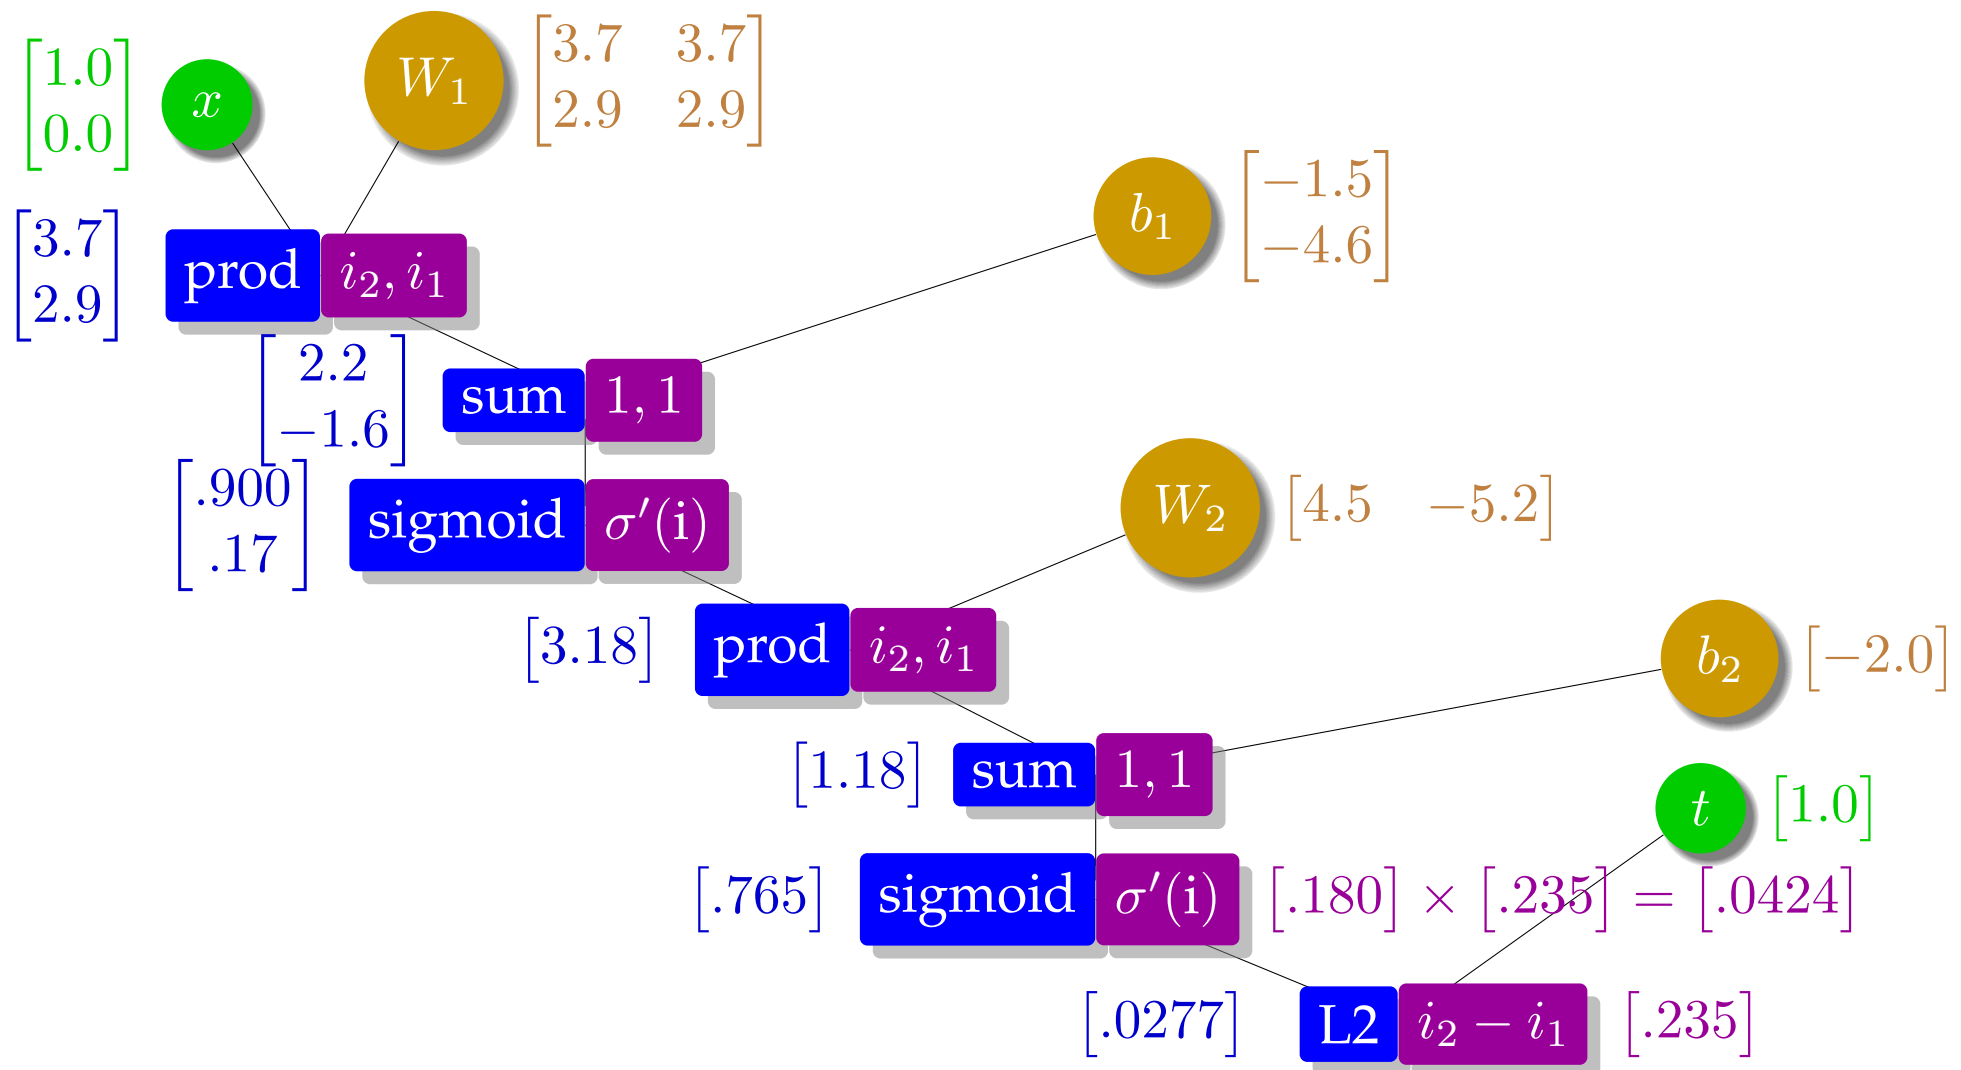 [1.0 0.0] x W₁ [3.7 3.7 2.9 2.9]
[3.7 2.9] prod i₂, i₁ b₁ [−1.5 −4.6]
[2.2 −1.6] sum 1, 1
[.900 .17] sigmoid σ′(i) W₂ [4.5 −5.2]
[3.18] prod i₂, i₁ b₂ [−2.0]
[1.18] sum 1, 1 t [1.0]
[.765] sigmoid σ′(i) [.180] × [.235] = [.0424]
[.0277] L2 i₂ − i₁ [.235]